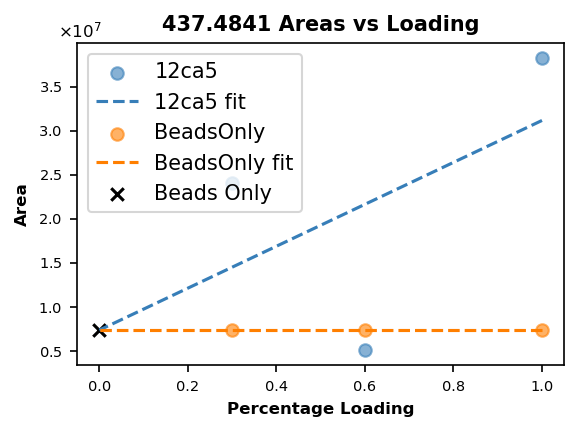 437.4841 Areas vs Loading
×10⁷
12ca5
12ca5 fit
BeadsOnly
BeadsOnly fit
Beads Only
3.5
3.0
2.5
2.0
1.5
1.0
0.5
Area
0.0 0.2 0.4 0.6 0.8 1.0
Percentage Loading